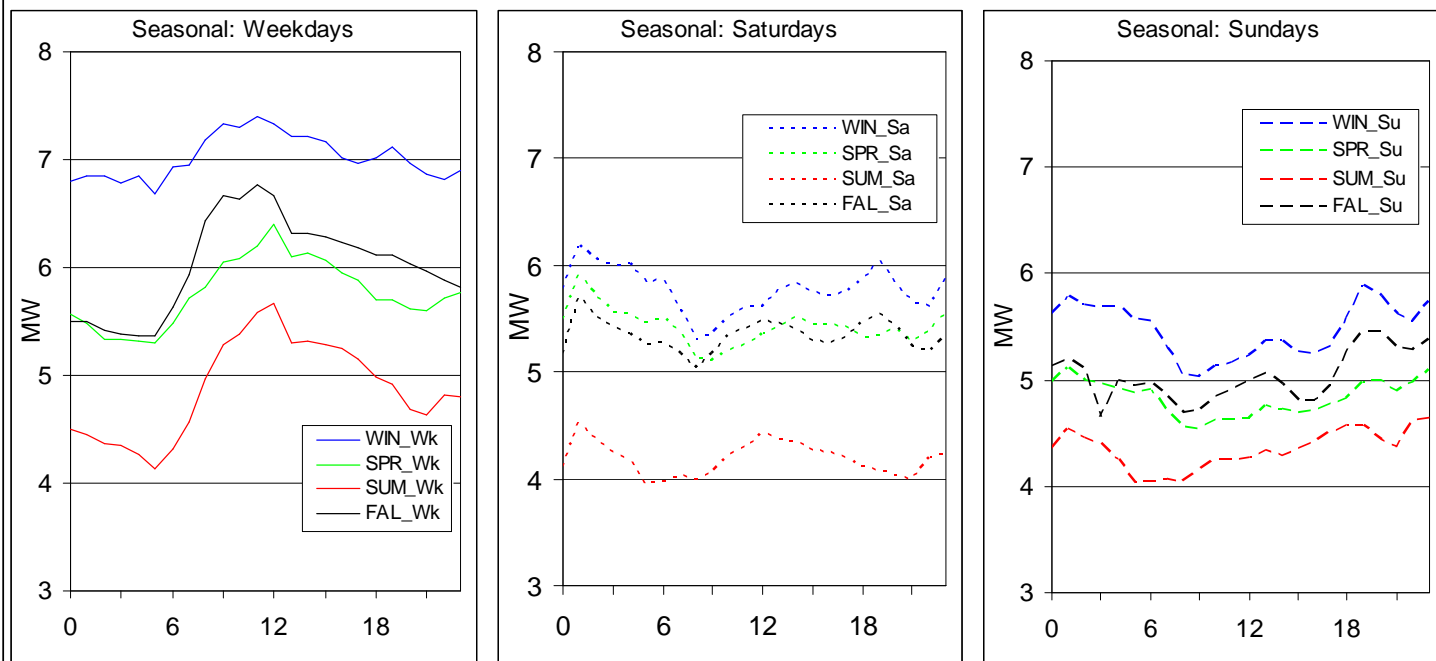 Seasonal: Weekdays
8
7
6
5
4
3
MW
WIN_Wk
SPR_Wk
SUM_Wk
FAL_Wk
0 6 12 18
Seasonal: Saturdays
8
7
6
5
4
3
MW
WIN_Sa
SPR_Sa
SUM_Sa
FAL_Sa
0 6 12 18
Seasonal: Sundays
8
7
6
5
4
3
MW
WIN_Su
SPR_Su
SUM_Su
FAL_Su
0 6 12 18